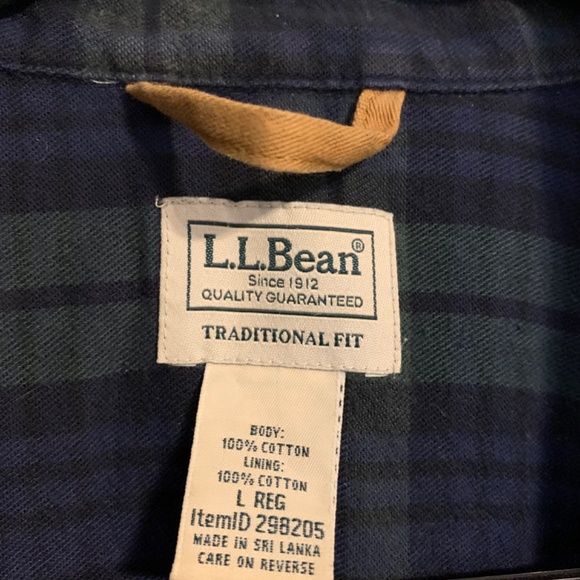 L.L.Bean®
Since 1912
QUALITY GUARANTEED
TRADITIONAL FIT
BODY:
100% COTTON
LINING:
100% COTTON
L REG
ItemID 298205
MADE IN SRI LANKA
CARE ON REVERSE